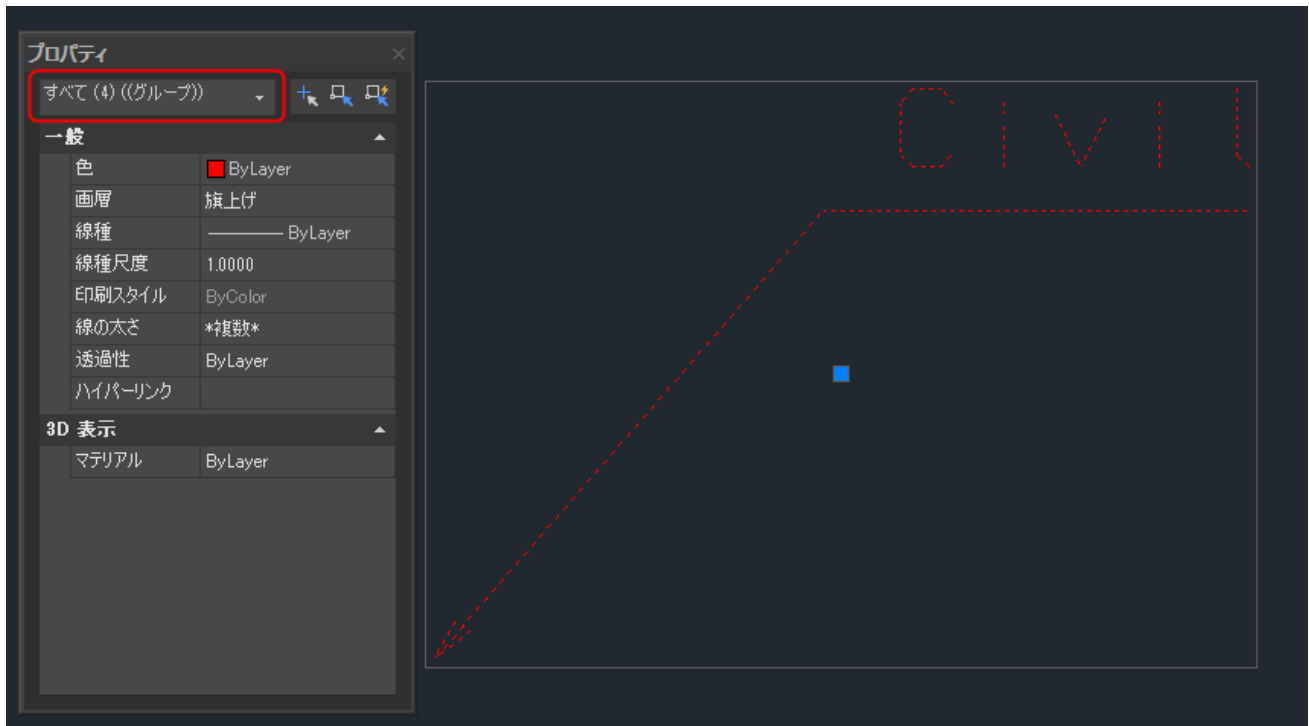 プロパティ
すべて (4) ((グループ))
一般
色 ByLayer
画層 旗上げ
線種 ByLayer
線種尺度 1.0000
印刷スタイル ByColor
線の太さ *複数*
透過性 ByLayer
ハイパーリンク
3D 表示
マテリアル ByLayer
Civil